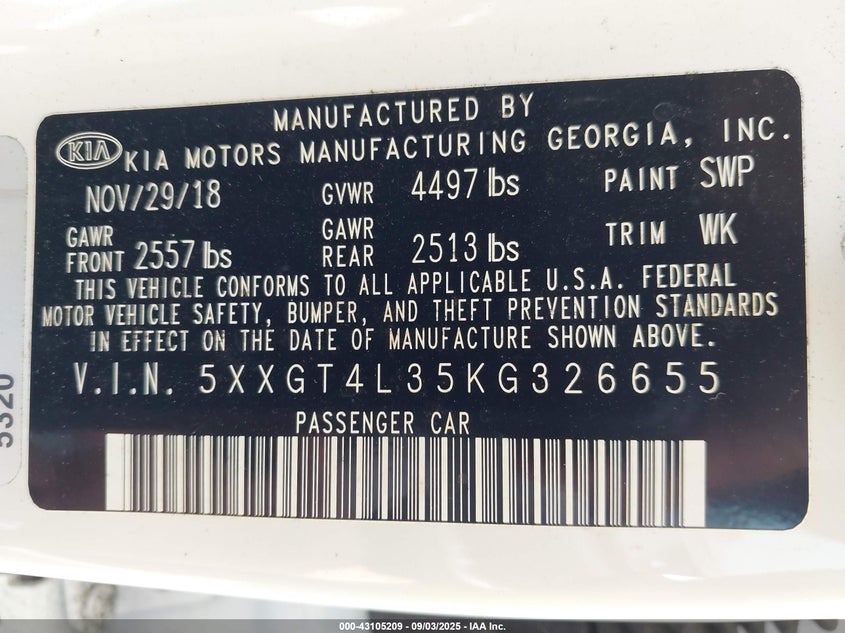 MANUFACTURED BY
KIA KIA MOTORS MANUFACTURING GEORGIA, INC.
NOV/29/18 GVWR 4497 lbs PAINT SWP
GAWR FRONT 2557 lbs GAWR REAR 2513 lbs TRIM WK
THIS VEHICLE CONFORMS TO ALL APPLICABLE U.S.A. FEDERAL
MOTOR VEHICLE SAFETY, BUMPER, AND THEFT PREVENTION STANDARDS
IN EFFECT ON THE DATE OF MANUFACTURE SHOWN ABOVE.
V.I.N. 5XXGT4L35KG326655
PASSENGER CAR
5320
000-43105209 - 09/03/2025 - IAA Inc.